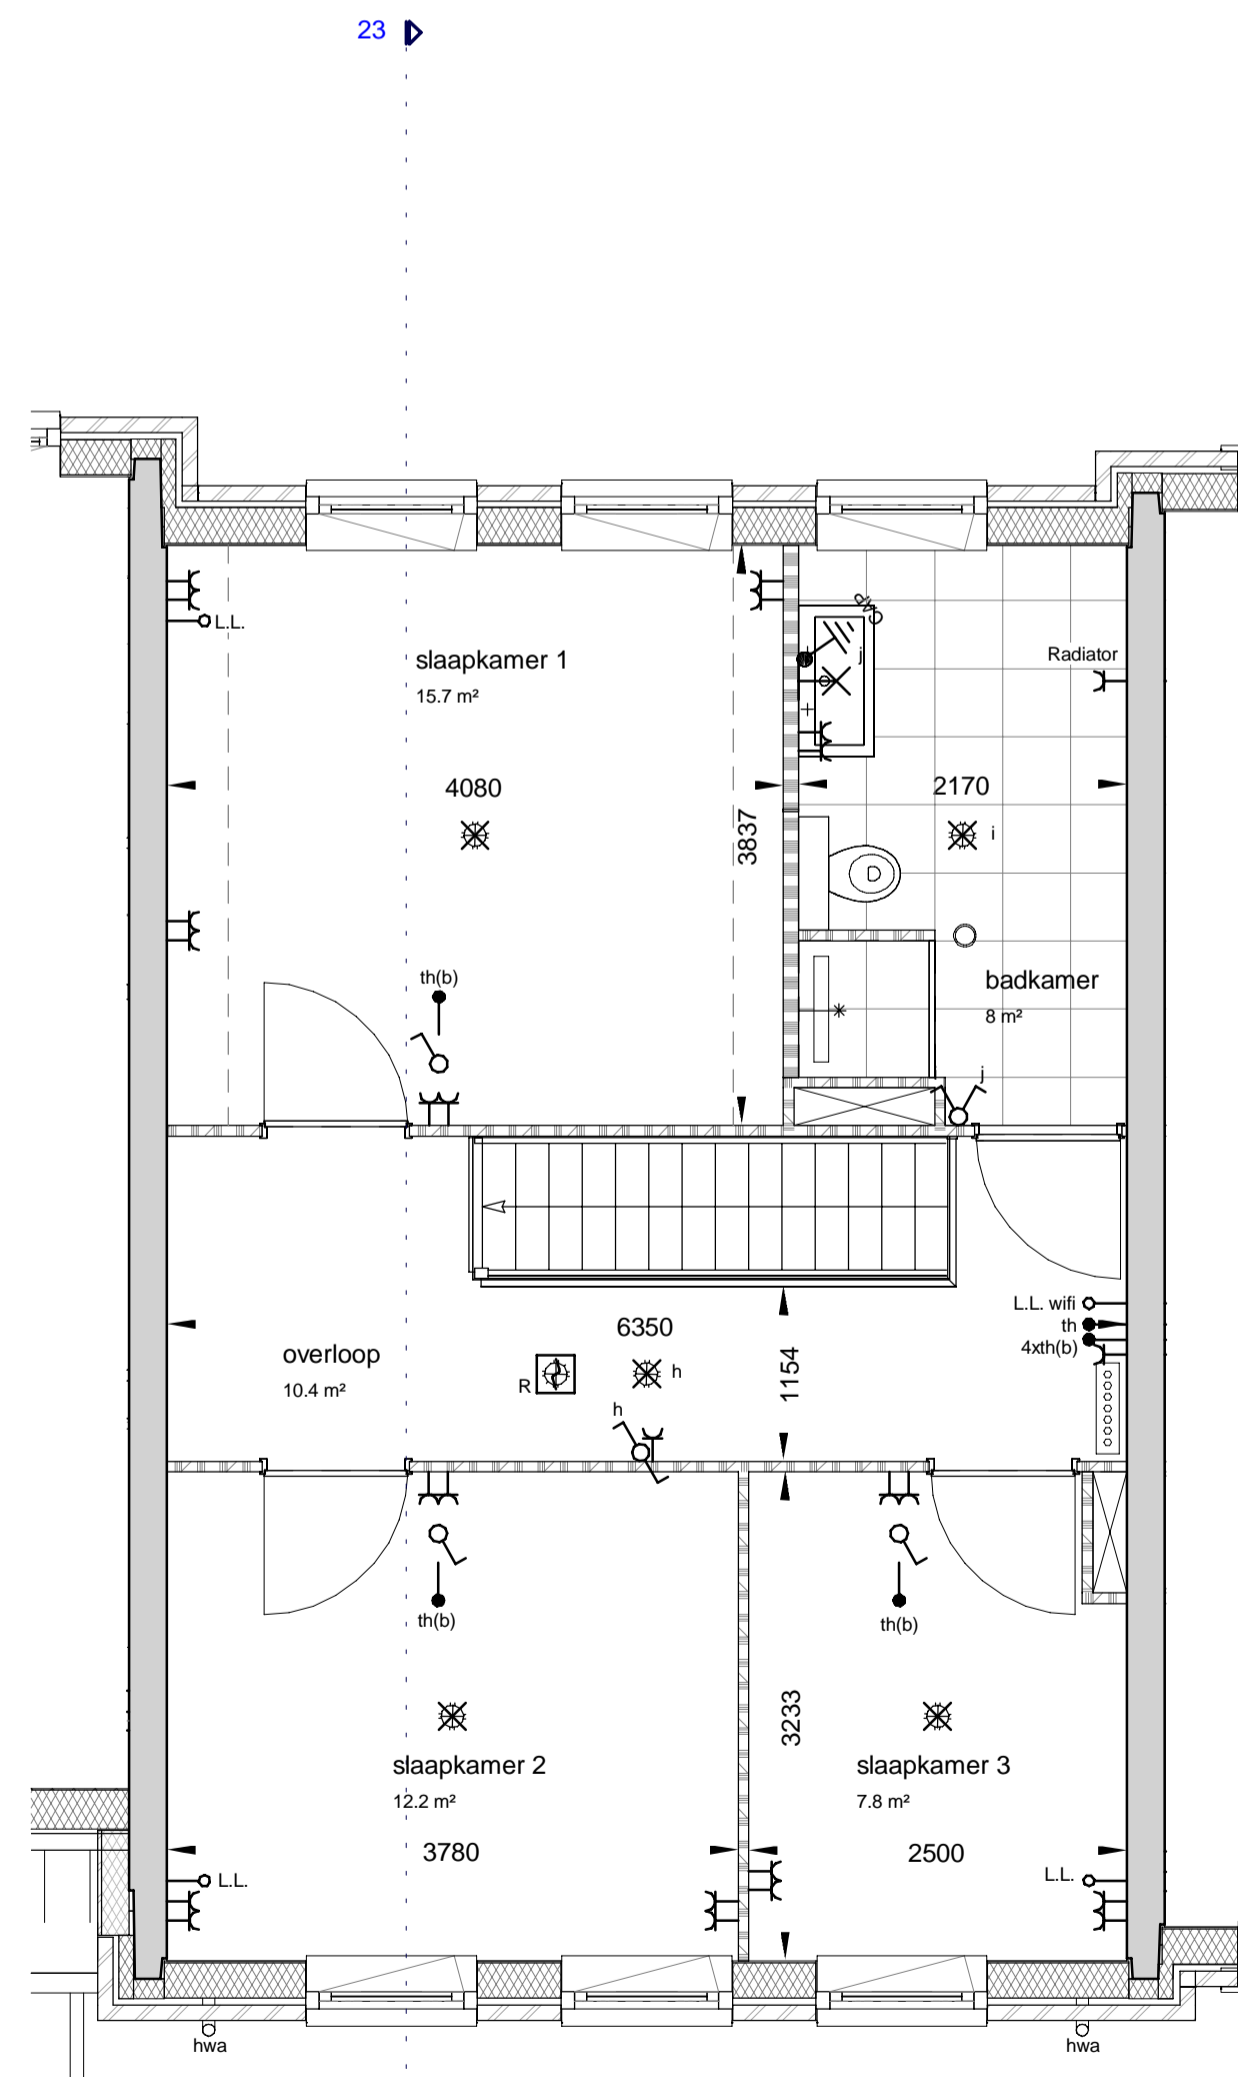 23
L.L.
slaapkamer 1
15.7 m²
4080
3837
th(b)
CAP
j
Radiator
2170
i
badkamer
8 m²
j
L.L. wifi
th
4xth(b)
6350
overloop
10.4 m²
R
h
h
1154
th(b)
th(b)
3233
slaapkamer 2
12.2 m²
3780
slaapkamer 3
7.8 m²
2500
L.L.
L.L.
hwa
hwa